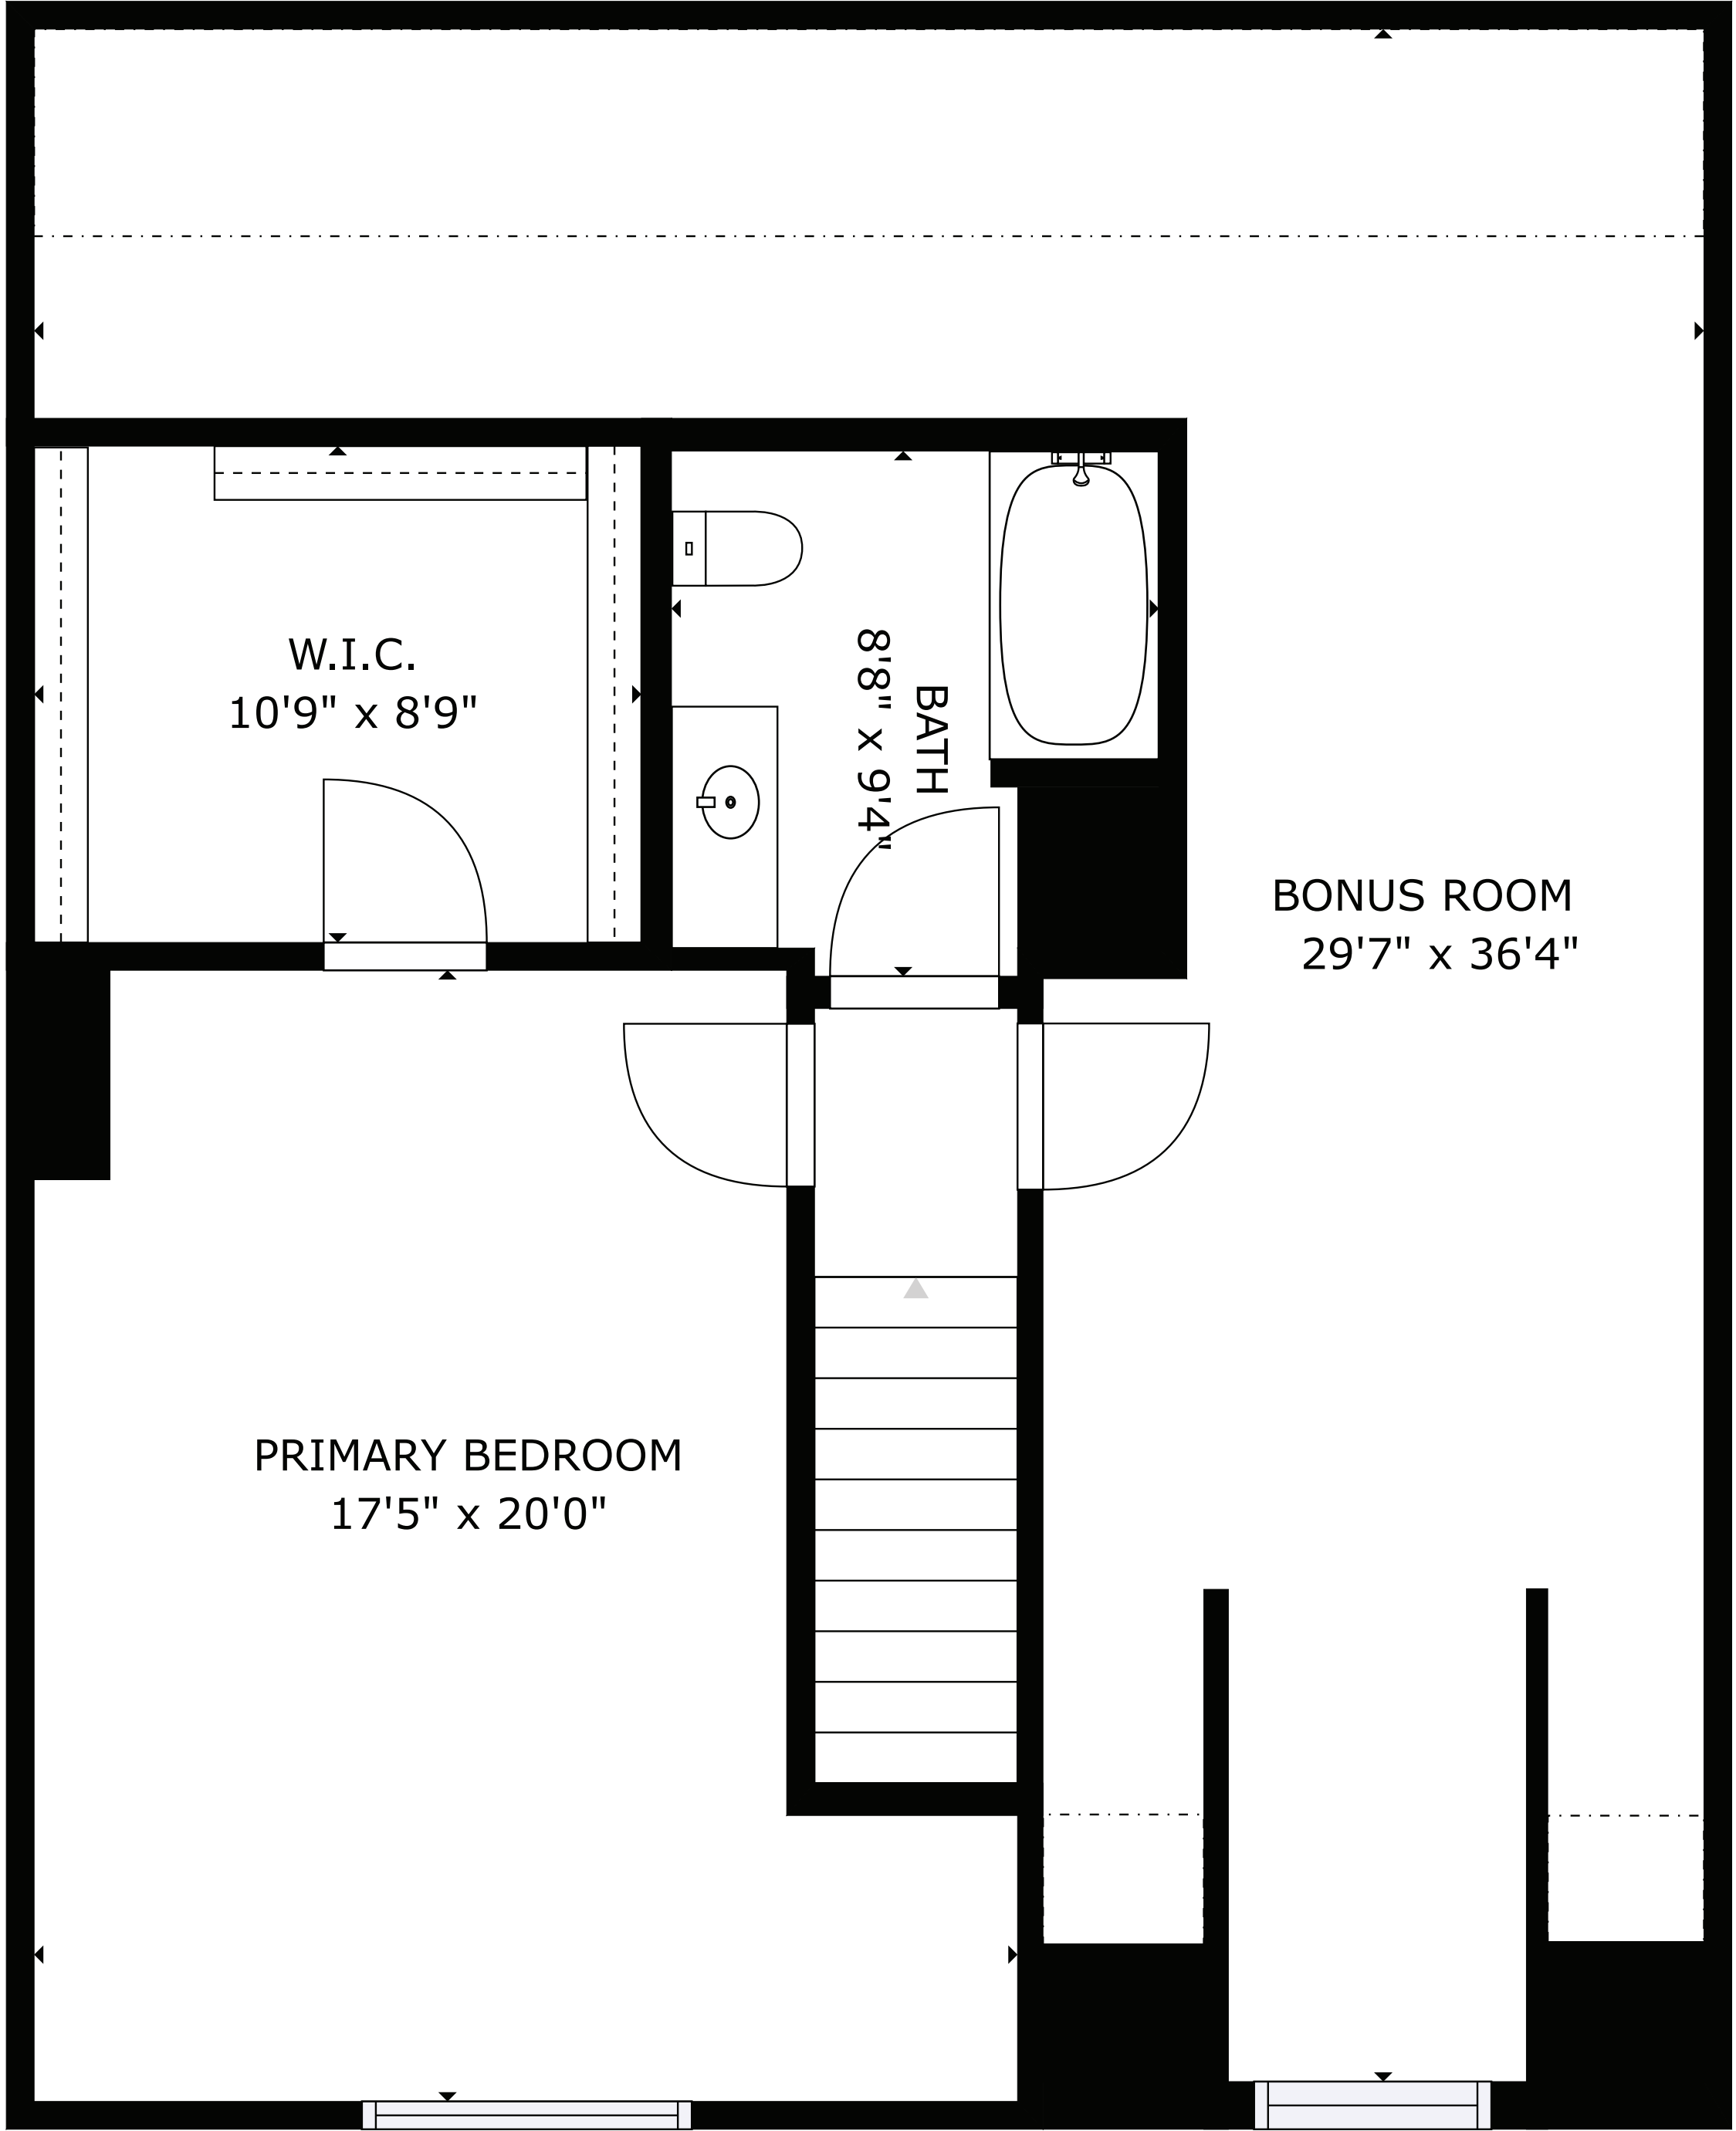 W.I.C.
10'9" x 8'9"
BATH
8'8" x 9'4"
BONUS ROOM
29'7" x 36'4"
PRIMARY BEDROOM
17'5" x 20'0"